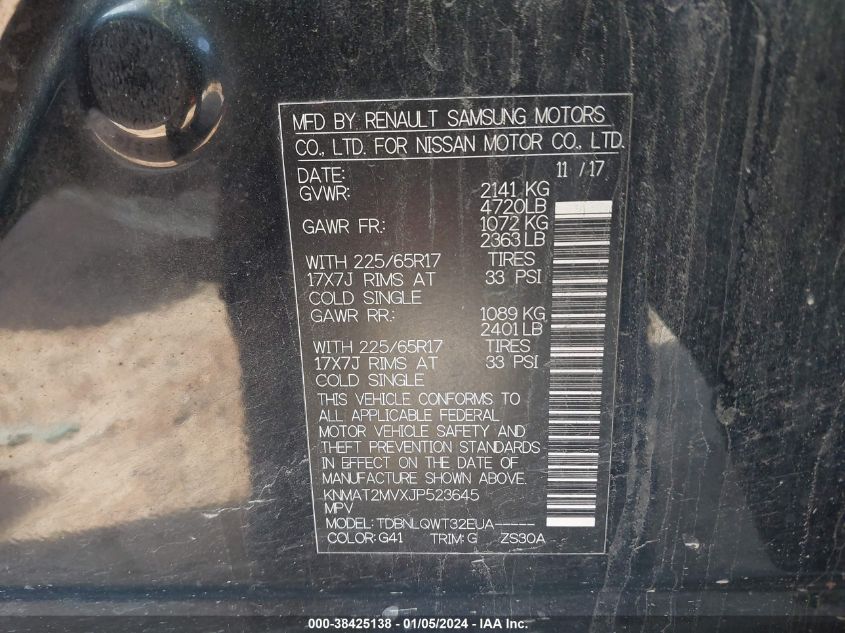 MFD BY RENAULT SAMSUNG MOTORS
CO., LTD. FOR NISSAN MOTOR CO., LTD.
DATE: 11 / 17
GVWR: 2141 KG
4720LB
GAWR FR.: 1072 KG
2363 LB
WITH 225/65R17 TIRES
17X7J RIMS AT 33 PSI
COLD SINGLE
GAWR RR.: 1089 KG
2401 LB
WITH 225/65R17 TIRES
17X7J RIMS AT 33 PSI
COLD SINGLE
THIS VEHICLE CONFORMS TO
ALL APPLICABLE FEDERAL
MOTOR VEHICLE SAFETY AND
THEFT PREVENTION STANDARDS
IN EFFECT ON THE DATE OF
MANUFACTURE SHOWN ABOVE.
KNMAT2MVXJP523645
MPV
MODEL: TDBNLQWT32EUA-----
COLOR: G41 TRIM: G ZS30A
000-38425138 - 01/05/2024 - IAA Inc.